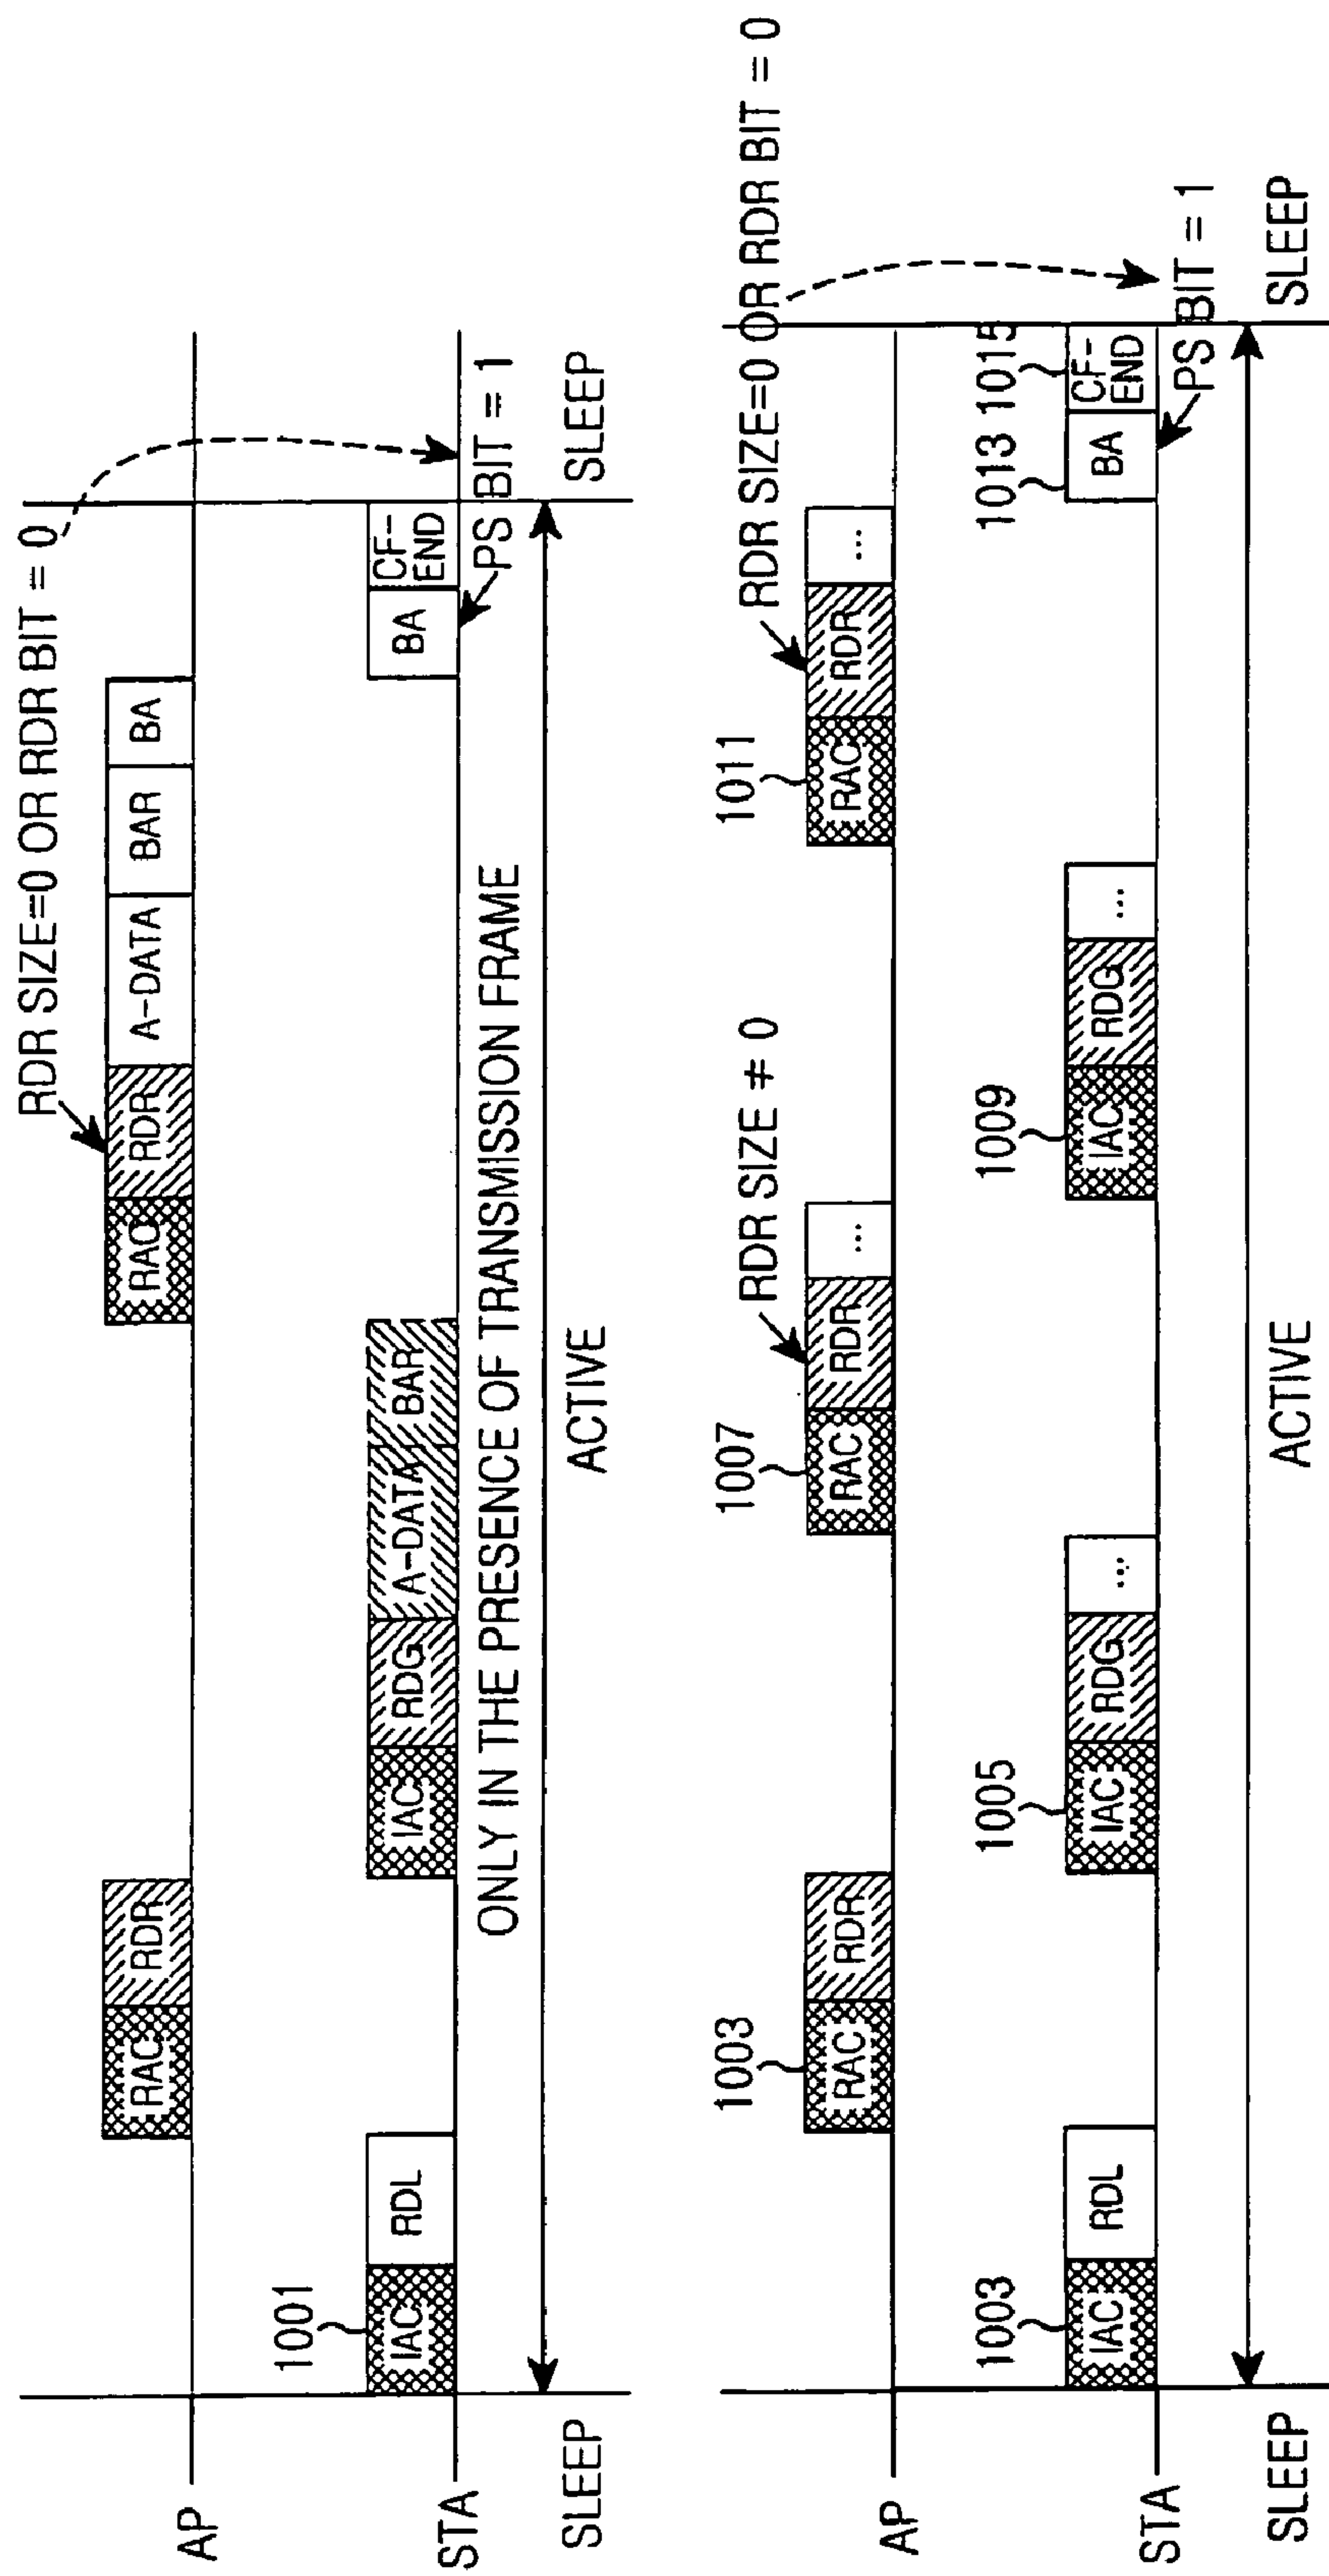 RDR SIZE=0 OR RDR BIT = 0
AP
RAC
RDR
RAC
RDR
A-DATA
BAR
BA
1001
STA
IAC
RDL
IAC
RDG
A-DATA
BAR
BA
CF-
END
ONLY IN THE PRESENCE OF TRANSMISSION FRAME
PS BIT = 1
SLEEP
ACTIVE
SLEEP
RDR SIZE ≠ 0
RDR SIZE=0 OR RDR BIT = 0
1003
1007
1011
AP
RAC
RDR
RAC
RDR
...
RAC
RDR
...
1003
1005
1009
1013
1015
STA
IAC
RDL
IAC
RDG
...
IAC
RDG
...
BA
CF-
END
PS BIT = 1
SLEEP
ACTIVE
SLEEP